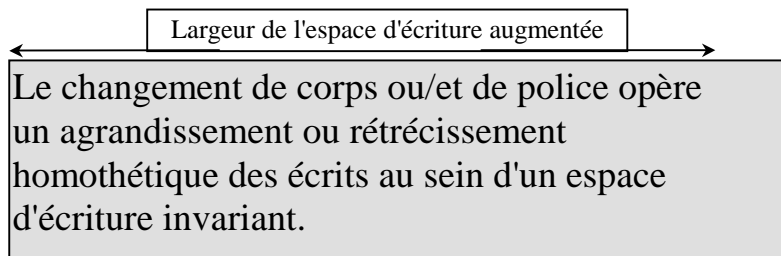 Largeur de l'espace d'écriture augmentée
Le changement de corps ou/et de police opère
un agrandissement ou rétrécissement
homothétique des écrits au sein d'un espace
d'écriture invariant.